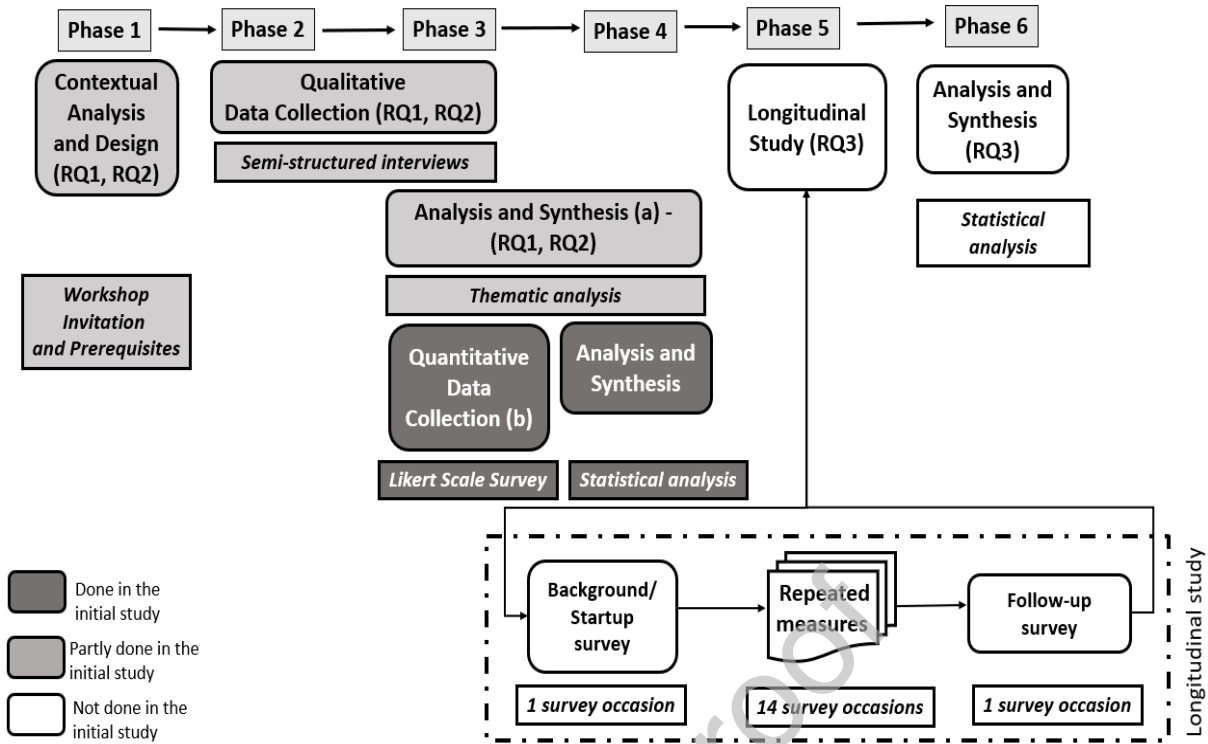 Phase 1
Phase 2
Phase 3
Phase 4
Phase 5
Phase 6
Contextual
Analysis
and Design
(RQ1, RQ2)
Qualitative
Data Collection (RQ1, RQ2)
Semi-structured interviews
Longitudinal
Study (RQ3)
Analysis and
Synthesis
(RQ3)
Statistical
analysis
Analysis and Synthesis (a) -
(RQ1, RQ2)
Thematic analysis
Workshop
Invitation
and Prerequisites
Quantitative
Data
Collection (b)
Analysis and
Synthesis
Likert Scale Survey
Statistical analysis
Done in the
initial study
Partly done in the
initial study
Not done in the
initial study
Background/
Startup
survey
Repeated
measures
Follow-up
survey
1 survey occasion
14 survey occasions
1 survey occasion
Longitudinal study
roof